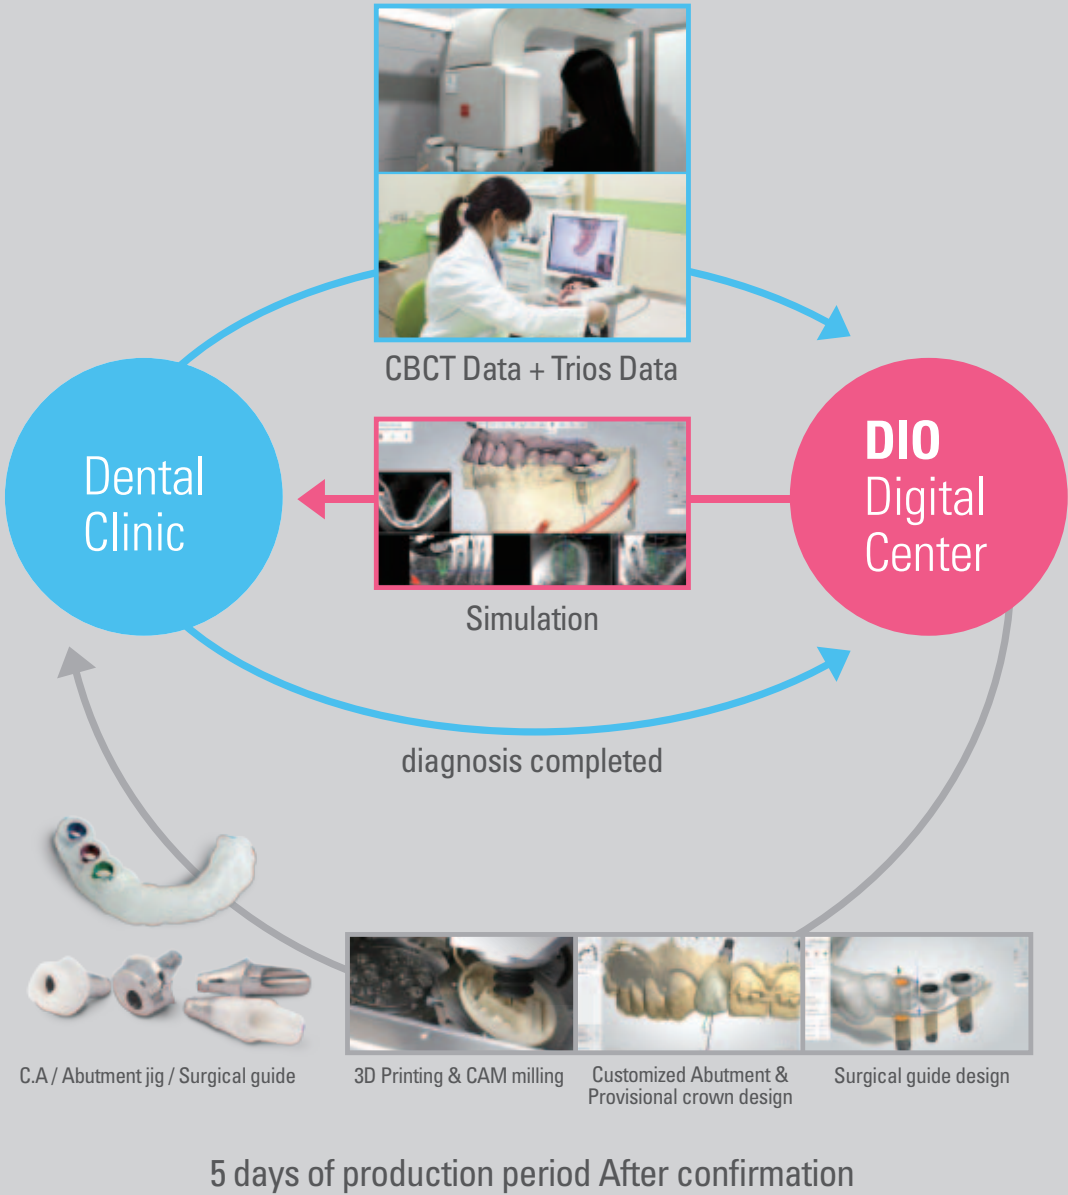 CBCT Data + Trios Data
Dental
Clinic
DIO
Digital
Center
Simulation
diagnosis completed
C.A / Abutment jig / Surgical guide
3D Printing & CAM milling
Customized Abutment &
Provisional crown design
Surgical guide design
5 days of production period After confirmation